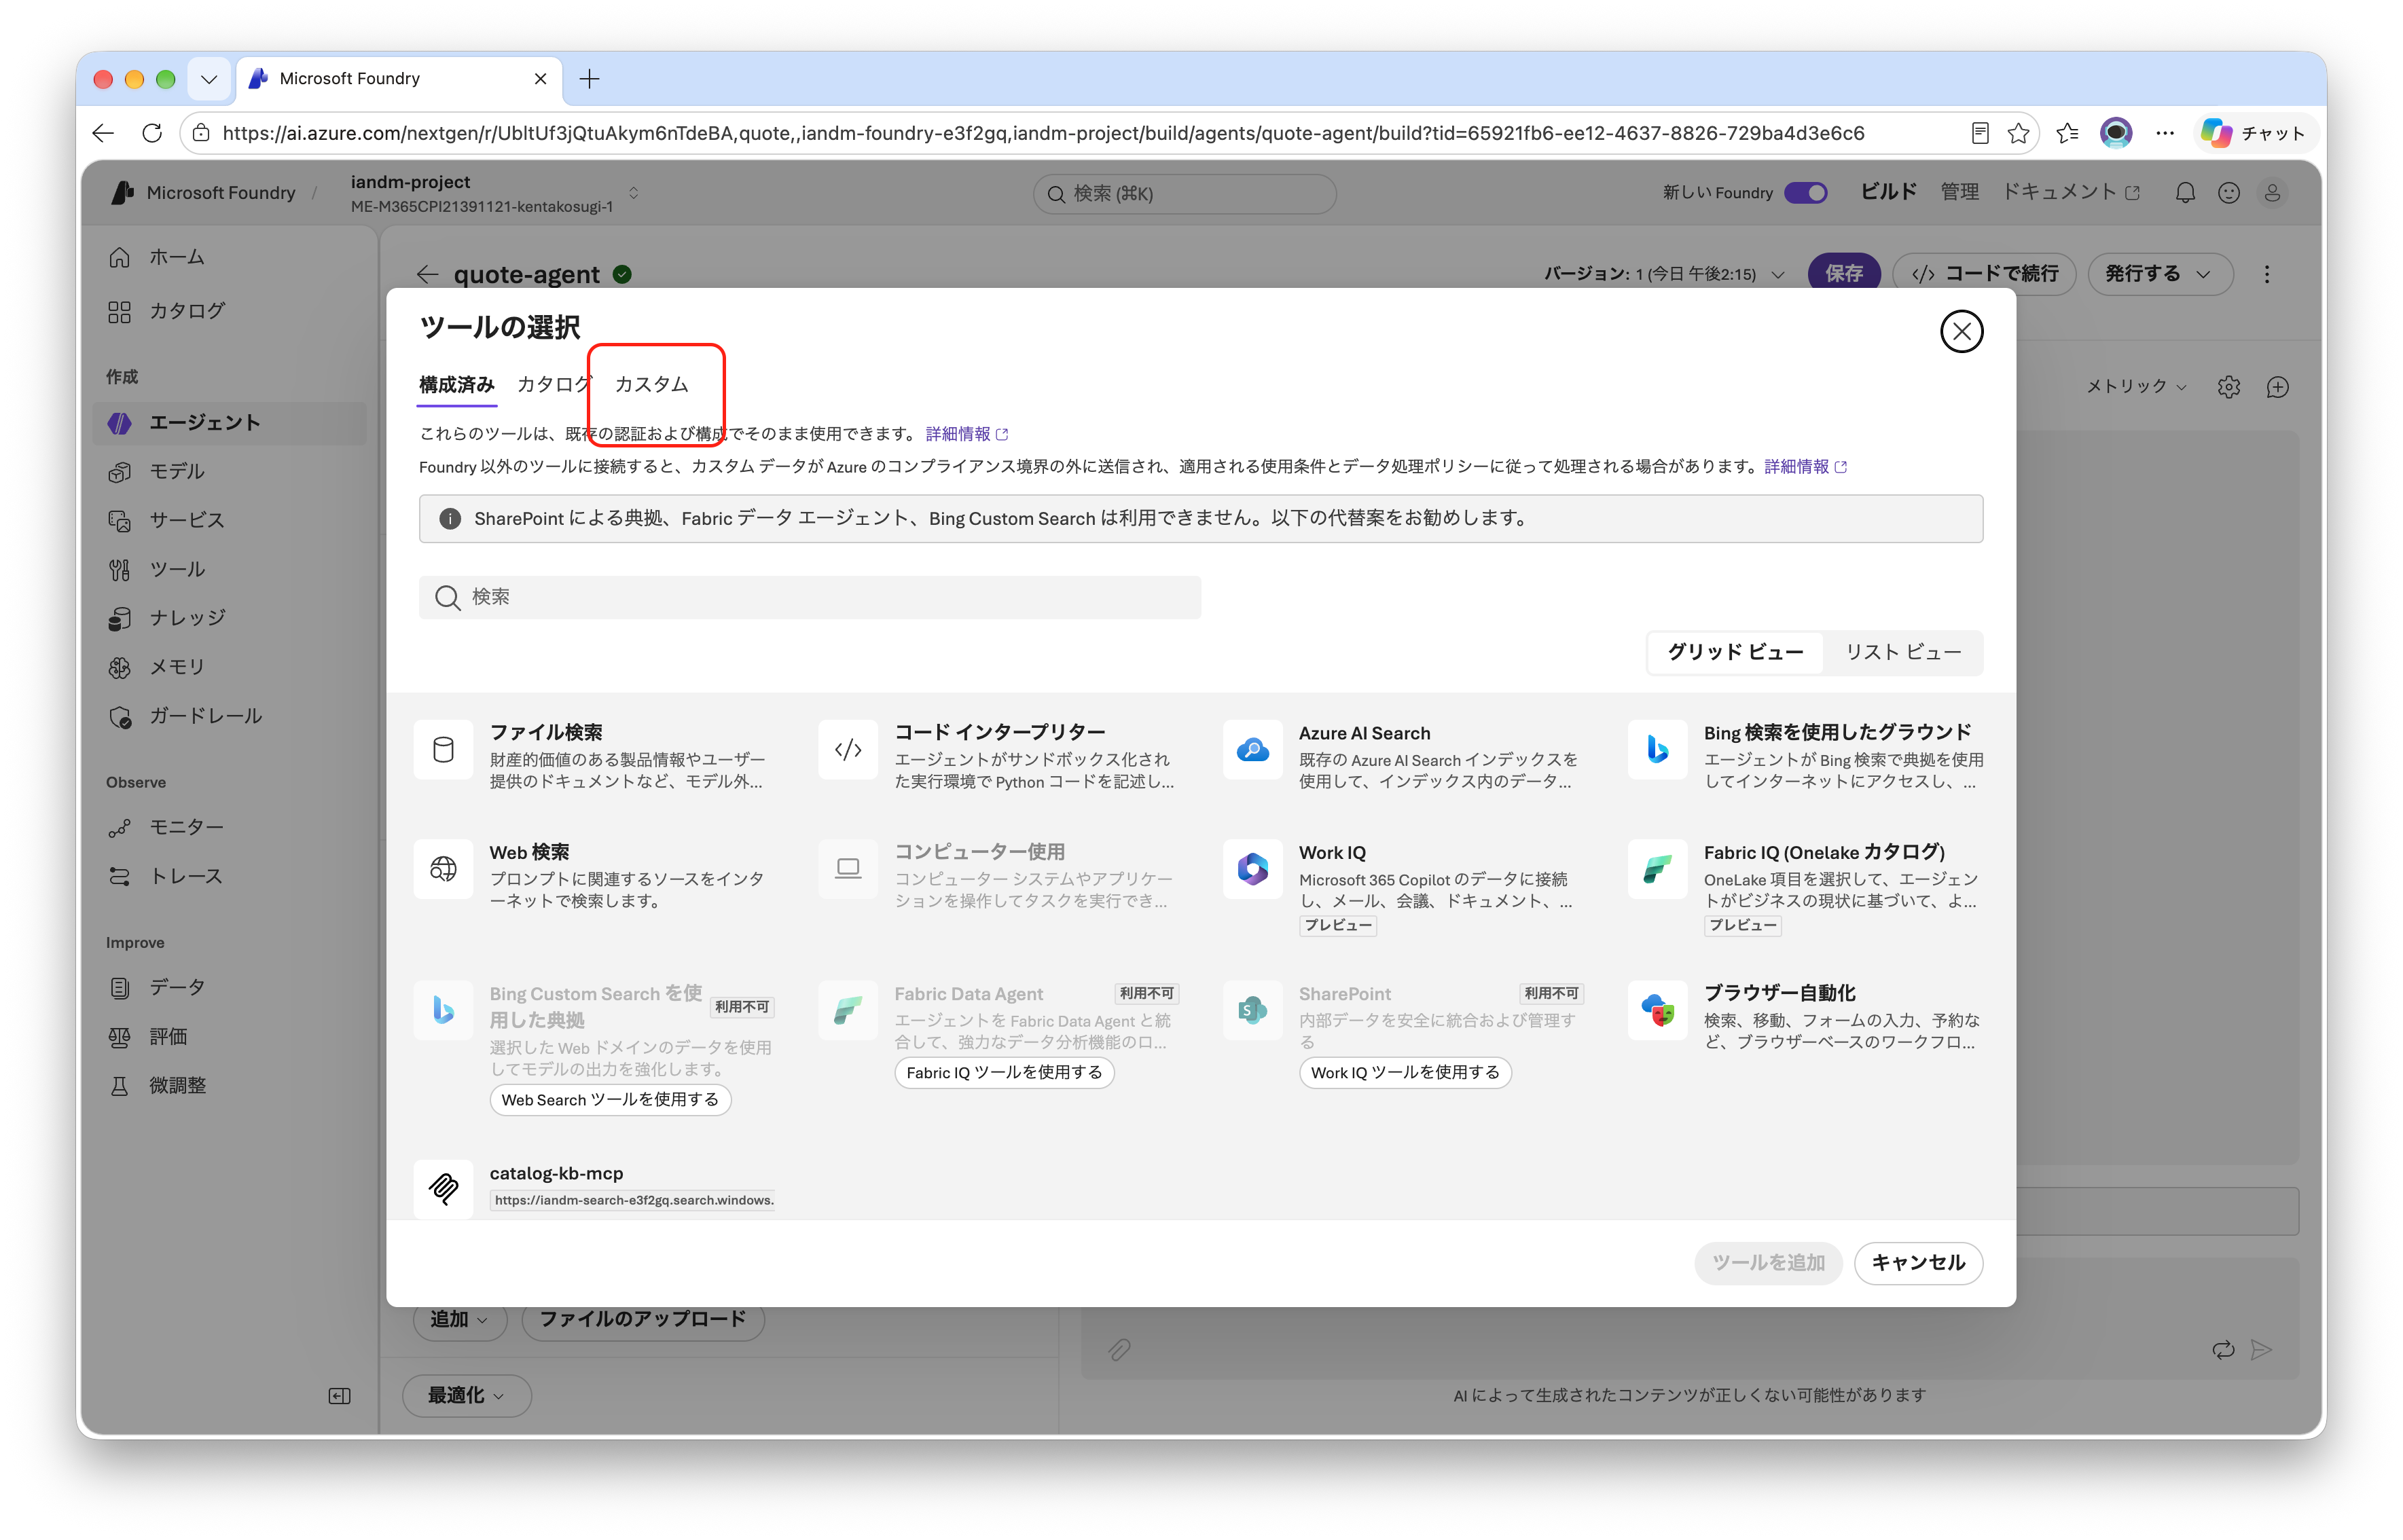 Microsoft Foundry
https://ai.azure.com/nextgen/r/UbltUf3jQtuAkym6nTdeBA,quote,,iandm-foundry-e3f2gq,iandm-project/build/agents/quote-agent/build?tid=65921fb6-ee12-4637-8826-729ba4d3e6c6
チャット
Microsoft Foundry /
iandm-project
ME-M365CPI21391121-kentakosugi-1
検索 (⌘K)
新しい Foundry
ビルド
管理
ドキュメント
ホーム
カタログ
作成
エージェント
モデル
サービス
ツール
ナレッジ
メモリ
ガードレール
Observe
モニター
トレース
Improve
データ
評価
微調整
quote-agent
バージョン: 1 (今日 午後2:15)
保存
コードで続行
発行する
メトリック
ツールの選択
構成済み
カタログ
カスタム
これらのツールは、既存の認証および構成でそのまま使用できます。 詳細情報
Foundry 以外のツールに接続すると、カスタム データが Azure のコンプライアンス境界の外に送信され、適用される使用条件とデータ処理ポリシーに従って処理される場合があります。詳細情報
SharePoint による典拠、Fabric データ エージェント、Bing Custom Search は利用できません。以下の代替案をお勧めします。
検索
グリッド ビュー
リスト ビュー
ファイル検索
財産的価値のある製品情報やユーザー
提供のドキュメントなど、モデル外...
コード インタープリター
エージェントがサンドボックス化され
た実行環境で Python コードを記述し...
Azure AI Search
既存の Azure AI Search インデックスを
使用して、インデックス内のデータ...
Bing 検索を使用したグラウンド
エージェントが Bing 検索で典拠を使用
してインターネットにアクセスし、...
Web 検索
プロンプトに関連するソースをインタ
ーネットで検索します。
コンピューター使用
コンピューター システムやアプリケー
ションを操作してタスクを実行でき...
Work IQ
Microsoft 365 Copilot のデータに接続
し、メール、会議、ドキュメント、...
プレビュー
Fabric IQ (Onelake カタログ)
OneLake 項目を選択して、エージェン
トがビジネスの現状に基づいて、よ...
プレビュー
Bing Custom Search を使
用した典拠
利用不可
選択した Web ドメインのデータを使用
してモデルの出力を強化します。
Web Search ツールを使用する
Fabric Data Agent
利用不可
エージェントを Fabric Data Agent と統
合して、強力なデータ分析機能のロ...
Fabric IQ ツールを使用する
SharePoint
利用不可
内部データを安全に統合および管理す
る
Work IQ ツールを使用する
ブラウザー自動化
検索、移動、フォームの入力、予約な
ど、ブラウザーベースのワークフロ...
catalog-kb-mcp
https://iandm-search-e3f2gq.search.windows.
ツールを追加
キャンセル
追加
ファイルのアップロード
最適化
AI によって生成されたコンテンツが正しくない可能性があります